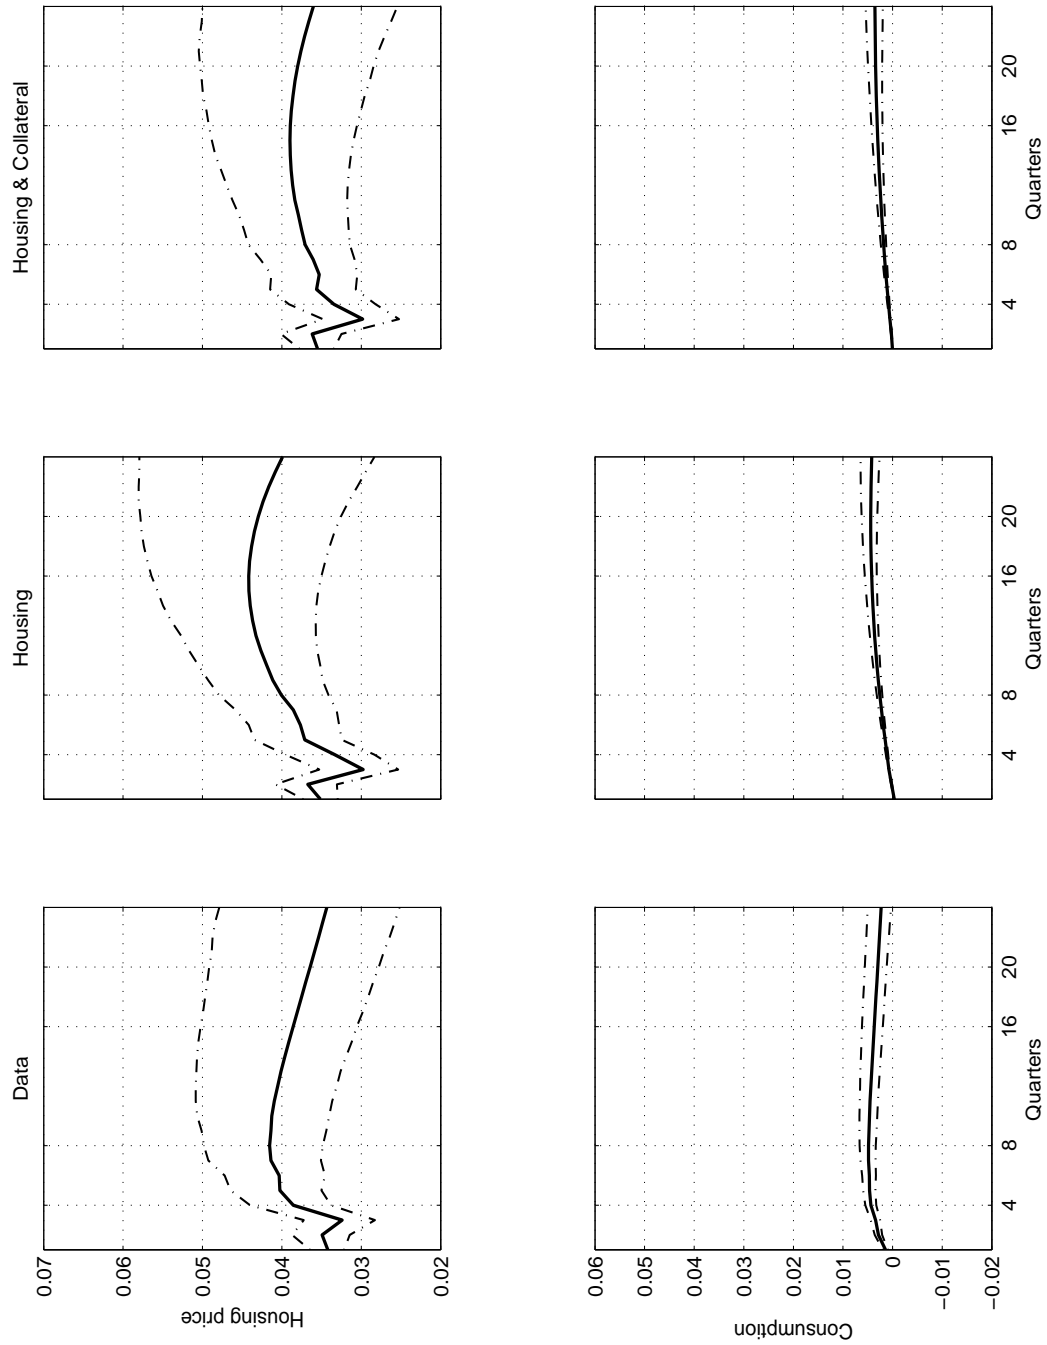 Data
Housing
Housing & Collateral
Housing price
0.07
0.06
0.05
0.04
0.03
0.02
Consumption
0.06
0.05
0.04
0.03
0.02
0.01
0
−0.01
−0.02
4 8 16 20
Quarters
4 8 16 20
Quarters
4 8 16 20
Quarters